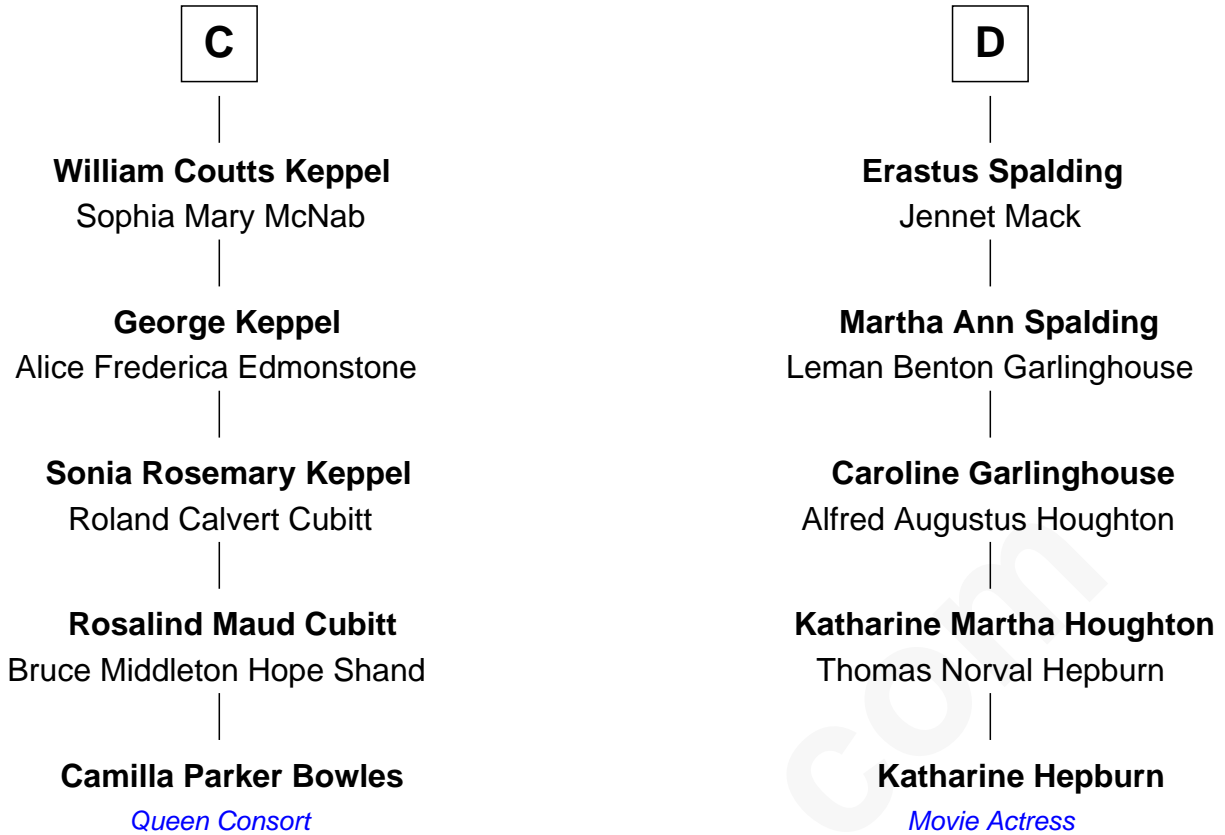 C
William Coutts Keppel
Sophia Mary McNab
George Keppel
Alice Frederica Edmonstone
Sonia Rosemary Keppel
Roland Calvert Cubitt
Rosalind Maud Cubitt
Bruce Middleton Hope Shand
Camilla Parker Bowles
Queen Consort
D
Erastus Spalding
Jennet Mack
Martha Ann Spalding
Leman Benton Garlinghouse
Caroline Garlinghouse
Alfred Augustus Houghton
Katharine Martha Houghton
Thomas Norval Hepburn
Katharine Hepburn
Movie Actress
com